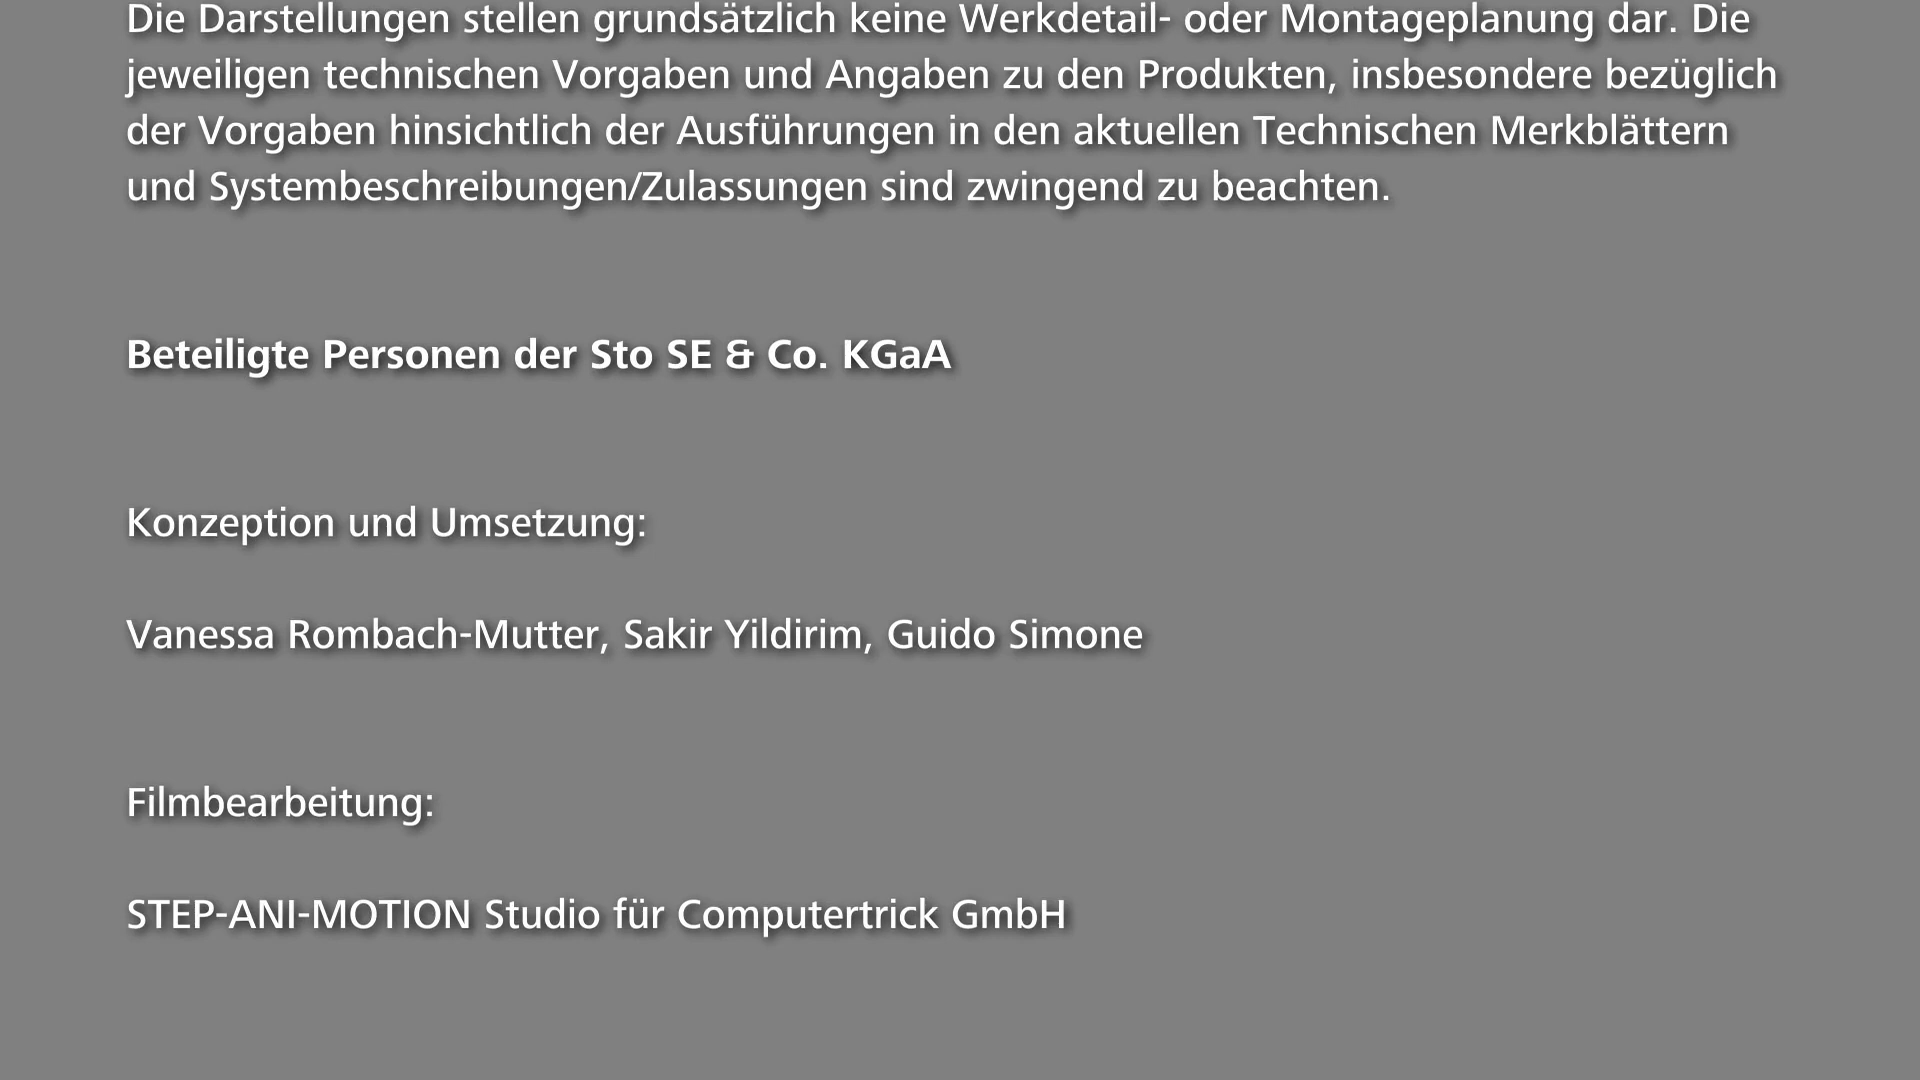 Die Darstellungen stellen grundsätzlich keine Werkdetail- oder Montageplanung dar. Die
jeweiligen technischen Vorgaben und Angaben zu den Produkten, insbesondere bezüglich
der Vorgaben hinsichtlich der Ausführungen in den aktuellen Technischen Merkblättern
und Systembeschreibungen/Zulassungen sind zwingend zu beachten.
Beteiligte Personen der Sto SE & Co. KGaA
Konzeption und Umsetzung:
Vanessa Rombach-Mutter, Sakir Yildirim, Guido Simone
Filmbearbeitung:
STEP-ANI-MOTION Studio für Computertrick GmbH